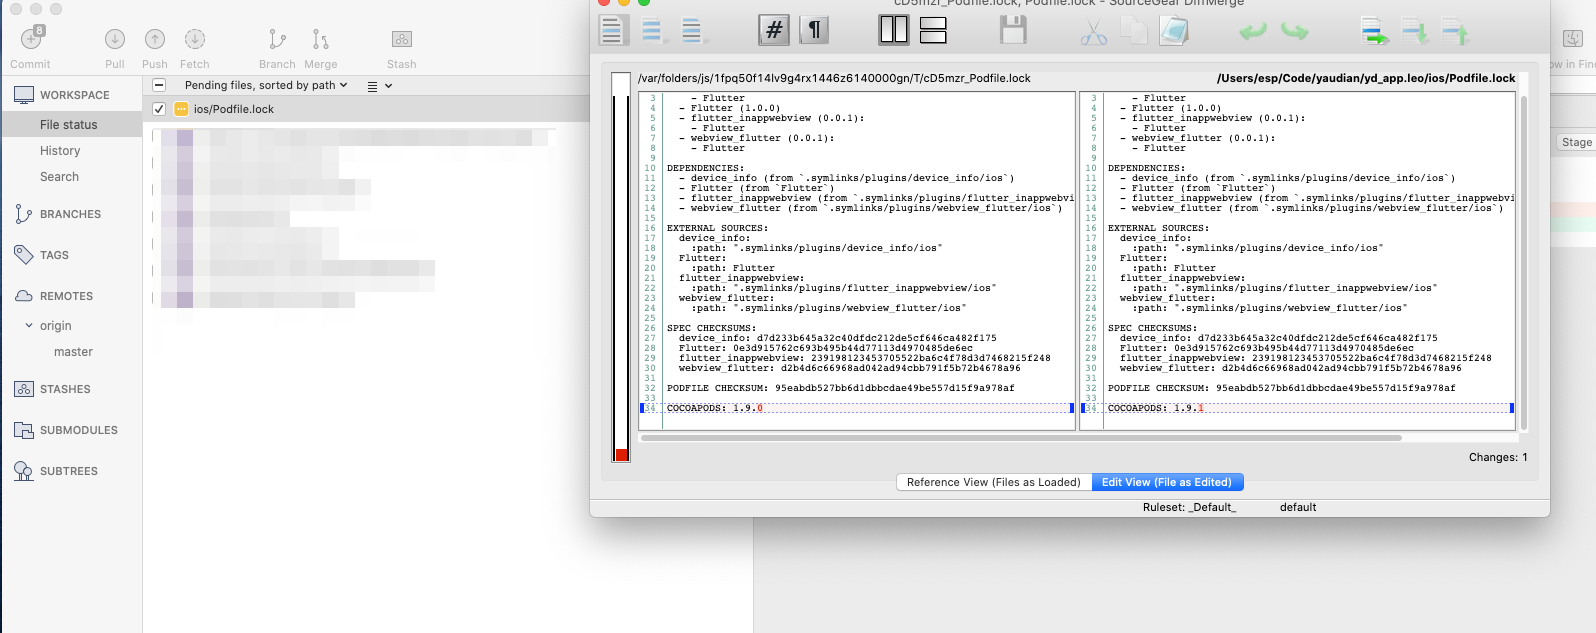 cD5mzr_Podfile.lock, Podfile.lock - SourceGear DiffMerge
8
Commit
Pull
Push
Fetch
Branch
Merge
Stash
Pending files, sorted by path
ios/Podfile.lock
WORKSPACE
File status
History
Search
BRANCHES
TAGS
REMOTES
origin
master
STASHES
SUBMODULES
SUBTREES
#
¶
/var/folders/js/1fpq50f14lv9g4rx1446z6140000gn/T/cD5mzr_Podfile.lock
3 - Flutter
4 - Flutter (1.0.0)
5 - flutter_inappwebview (0.0.1):
6 - Flutter
7 - webview_flutter (0.0.1):
8 - Flutter
9
10 DEPENDENCIES:
11 - device_info (from `.symlinks/plugins/device_info/ios`)
12 - Flutter (from `Flutter`)
13 - flutter_inappwebview (from `.symlinks/plugins/flutter_inappwebvi
14 - webview_flutter (from `.symlinks/plugins/webview_flutter/ios`)
15
16 EXTERNAL SOURCES:
17 device_info:
18 :path: ".symlinks/plugins/device_info/ios"
19 Flutter:
20 :path: Flutter
21 flutter_inappwebview:
22 :path: ".symlinks/plugins/flutter_inappwebview/ios"
23 webview_flutter:
24 :path: ".symlinks/plugins/webview_flutter/ios"
25
26 SPEC CHECKSUMS:
27 device_info: d7d233b645a32c40dfdc212de5cf646ca482f175
28 Flutter: 0e3d915762c693b495b44d77113d4970485de6ec
29 flutter_inappwebview: 239198123453705522ba6c4f78d3d7468215f248
30 webview_flutter: d2b4d6c66968ad042ad94cbb791f5b72b4678a96
31
32 PODFILE CHECKSUM: 95eabdb527bb6d1dbbcdae49be557d15f9a978af
33
34 COCOAPODS: 1.9.0
/Users/esp/Code/yaudian/yd_app.leo/ios/Podfile.lock
3 - Flutter
4 - Flutter (1.0.0)
5 - flutter_inappwebview (0.0.1):
6 - Flutter
7 - webview_flutter (0.0.1):
8 - Flutter
9
10 DEPENDENCIES:
11 - device_info (from `.symlinks/plugins/device_info/ios`)
12 - Flutter (from `Flutter`)
13 - flutter_inappwebview (from `.symlinks/plugins/flutter_inappwebvi
14 - webview_flutter (from `.symlinks/plugins/webview_flutter/ios`)
15
16 EXTERNAL SOURCES:
17 device_info:
18 :path: ".symlinks/plugins/device_info/ios"
19 Flutter:
20 :path: Flutter
21 flutter_inappwebview:
22 :path: ".symlinks/plugins/flutter_inappwebview/ios"
23 webview_flutter:
24 :path: ".symlinks/plugins/webview_flutter/ios"
25
26 SPEC CHECKSUMS:
27 device_info: d7d233b645a32c40dfdc212de5cf646ca482f175
28 Flutter: 0e3d915762c693b495b44d77113d4970485de6ec
29 flutter_inappwebview: 239198123453705522ba6c4f78d3d7468215f248
30 webview_flutter: d2b4d6c66968ad042ad94cbb791f5b72b4678a96
31
32 PODFILE CHECKSUM: 95eabdb527bb6d1dbbcdae49be557d15f9a978af
33
34 COCOAPODS: 1.9.1
Changes: 1
Reference View (Files as Loaded)
Edit View (File as Edited)
Ruleset: _Default_
default
ow in Fin
Stage